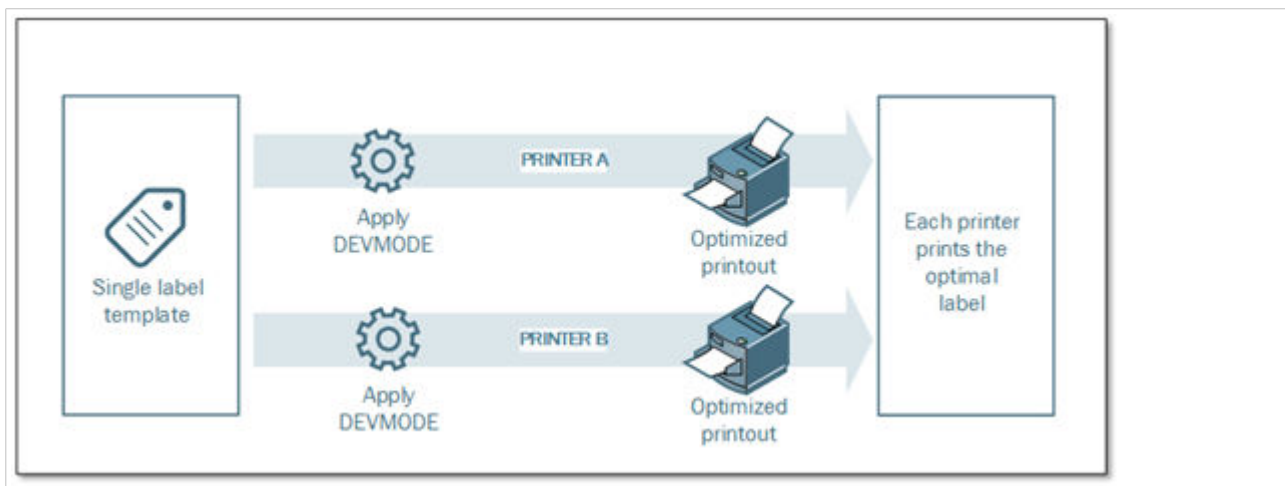 Single label
template
PRINTER A
Apply
DEVMODE
Optimized
printout
PRINTER B
Apply
DEVMODE
Optimized
printout
Each printer
prints the
optimal
label